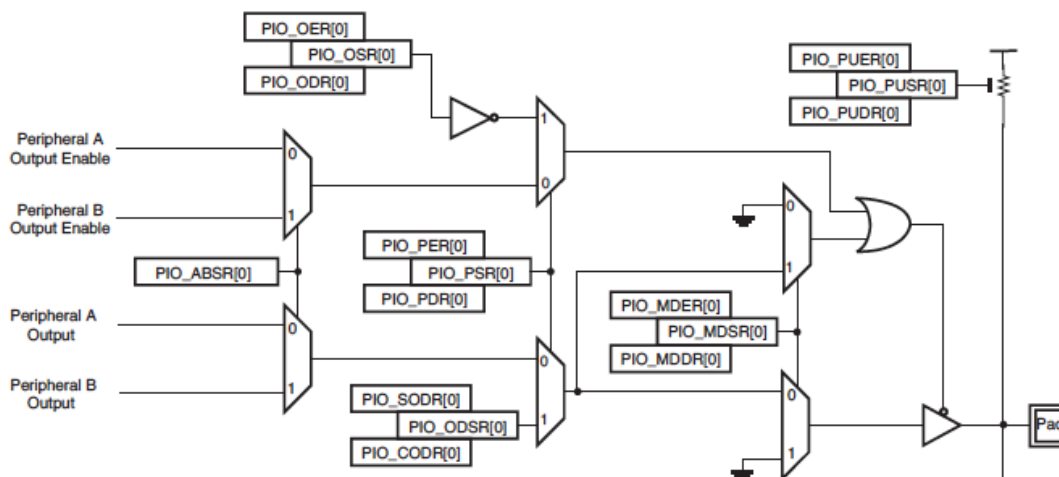 PIO_OER[0]
PIO_OSR[0]
PIO_ODR[0]
PIO_PUER[0]
PIO_PUSR[0]
PIO_PUDR[0]
1
0
Peripheral A
Output Enable
0
Peripheral B
Output Enable
1
PIO_ABSR[0]
PIO_PER[0]
PIO_PSR[0]
PIO_PDR[0]
0
1
PIO_MDER[0]
PIO_MDSR[0]
PIO_MDDR[0]
Peripheral A
Output
0
Peripheral B
Output
1
0
1
PIO_SODR[0]
PIO_ODSR[0]
PIO_CODR[0]
0
1
Pad